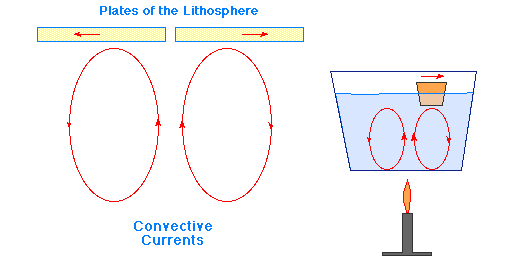 Plates of the Lithosphere
Convective
Currents